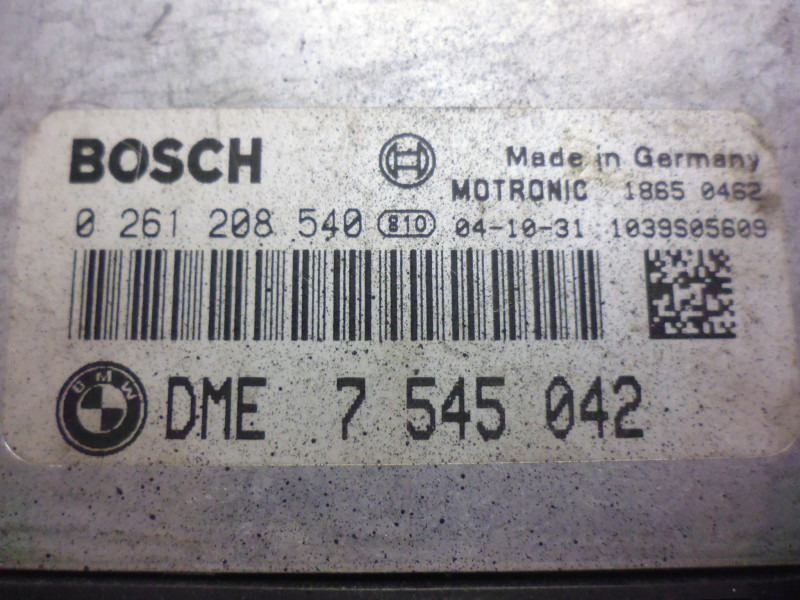 BOSCH
Made in Germany
MOTRONIC 1865 0462
0 261 208 540 810 04-10-31 1039S05609
BMW DME 7 545 042